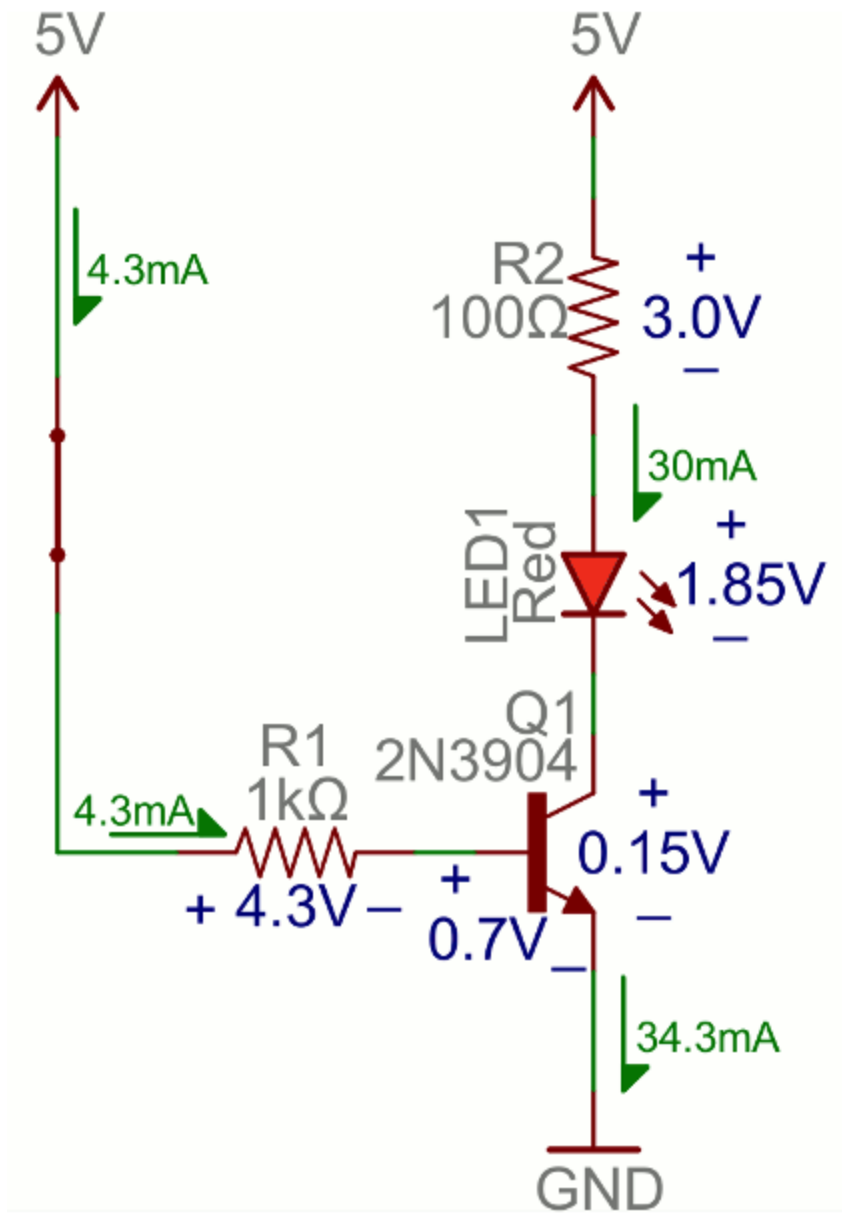 5V
5V
4.3mA
R2
100Ω
+
3.0V
–
30mA
LED1
Red
+
1.85V
–
Q1
2N3904
R1
1kΩ
4.3mA
+ 4.3V –
+
0.7V
–
+
0.15V
–
34.3mA
GND